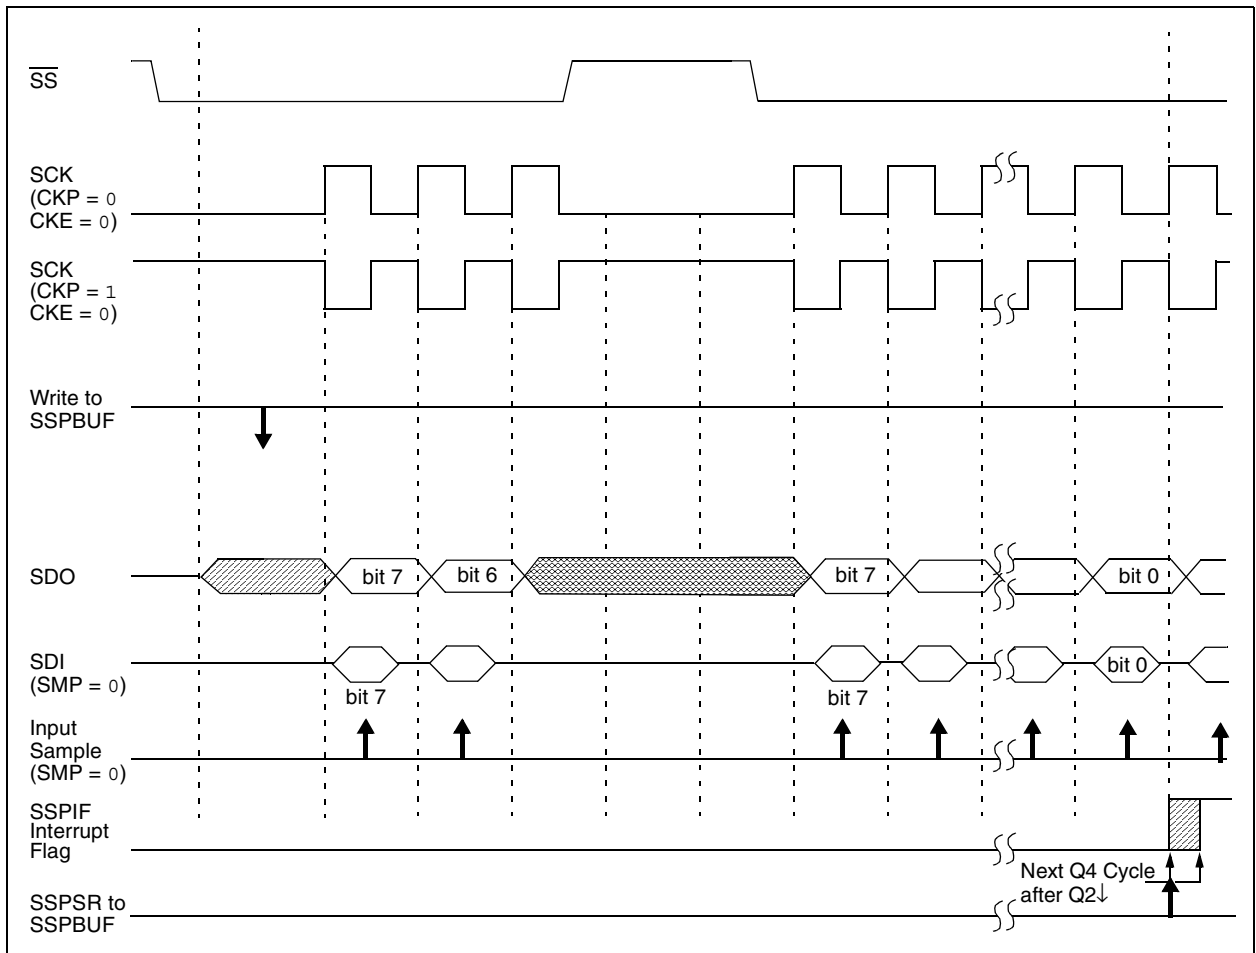 SS
SCK
(CKP = 0
CKE = 0)
SCK
(CKP = 1
CKE = 0)
Write to
SSPBUF
SDO
bit 7
bit 6
bit 7
bit 0
SDI
(SMP = 0)
bit 0
bit 7
bit 7
Input
Sample
(SMP = 0)
SSPIF
Interrupt
Flag
Next Q4 Cycle
after Q2↓
SSPSR to
SSPBUF